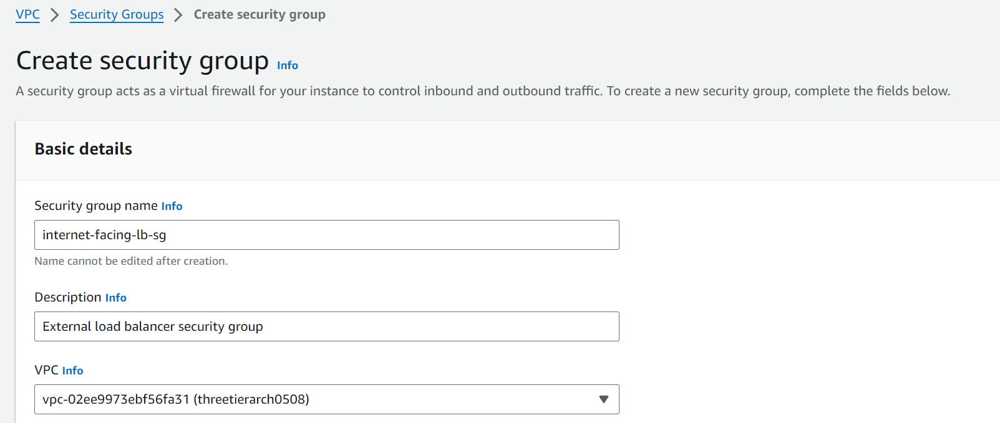 VPC > Security Groups > Create security group
Create security group Info
A security group acts as a virtual firewall for your instance to control inbound and outbound traffic. To create a new security group, complete the fields below.
Basic details
Security group name Info
internet-facing-lb-sg
Name cannot be edited after creation.
Description Info
External load balancer security group
VPC Info
vpc-02ee9973ebf56fa31 (threetierarch0508)